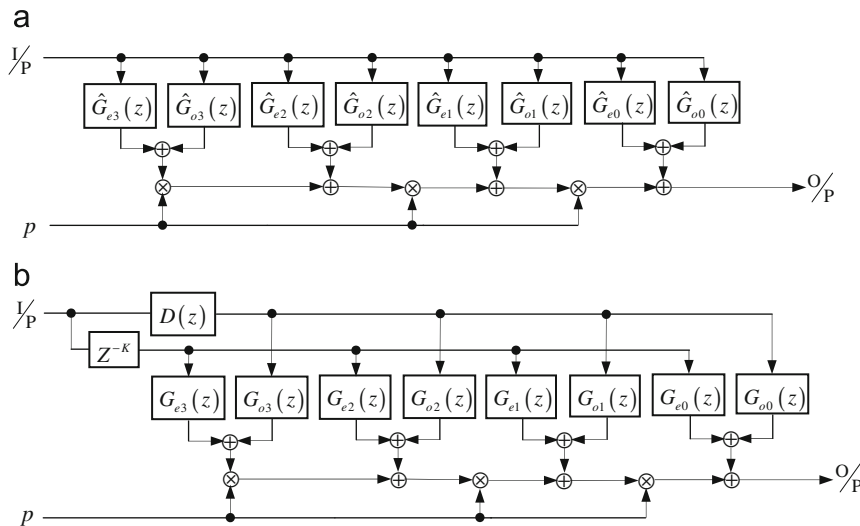 a
I/P
Ĝe3(z) Ĝo3(z) Ĝe2(z) Ĝo2(z) Ĝe1(z) Ĝo1(z) Ĝe0(z) Ĝo0(z)
O/P
p
b
I/P
D(z)
Z^-K
Ge3(z) Go3(z) Ge2(z) Go2(z) Ge1(z) Go1(z) Ge0(z) Go0(z)
O/P
p